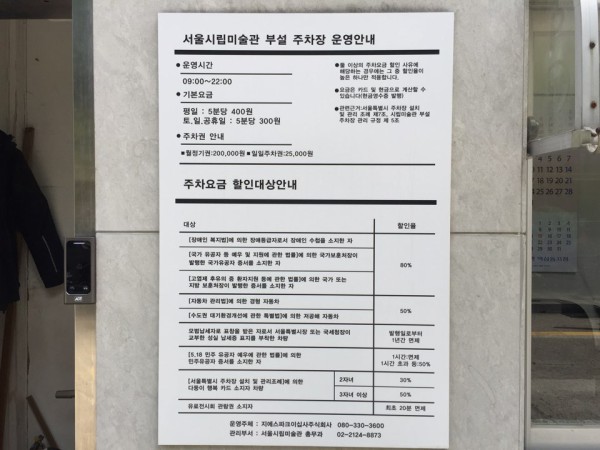 서울시립미술관 부설 주차장 운영안내
● 운영시간
09:00~22:00
● 기본요금
평일 : 5분당 400원
토,일,공휴일 : 5분당 300원
● 주차권 안내
■ 월정기권:200,000원 ■ 일일주차권:25,000원
● 둘 이상의 주차요금 할인 사유에
해당하는 경우에는 그 중 할인율이
높은 하나만 적용합니다.
● 요금은 카드 및 현금으로 계산할 수
있습니다(현금영수증 발행)
● 관련근거:서울특별시 주차장 설치
및 관리 조례 제7조, 시립미술관 부설
주차장 관리 규정 제 5조
주차요금 할인대상안내
대상 할인율
[장애인 복지법]에 의한 장애등급자로서 장애인 수첩을 소지한 자
[국가 유공자 등 예우 및 지원에 관한 법률]에 의한 국가보훈처장이
발행한 국가유공자 증서를 소지한 자
80%
[고엽제 후유의 증 환자지원 등에 관한 법률]에 의한 국가 또는
지방 보훈처장이 발행한 증서를 소지한 자
[자동차 관리법]에 의한 경형 자동차
50%
[수도권 대기환경개선에 관한 특별법]에 의한 저공해 자동차
모범납세자로 표창을 받은 자로서 서울특별시장 또는 국세청장이
교부한 성실 납세증 표지를 부착한 차량
발행일로부터
1년간 면제
[5.18 민주 유공자 예우에 관한 법률]에 의한
민주유공자 증서를 소지한 자
1시간:면제
1시간 초과 등:50%
[서울특별시 주차장 설치 및 관리조례]에 의한
다둥이 행복 카드 소지자 차량
2자녀 30%
3자녀 이상 50%
유료전시회 관람권 소지자 최초 20분 면제
운영주체 : 지에스파크이십사주식회사 080-330-3600
관리부서 : 서울시립미술관 총무과 02-2124-8873